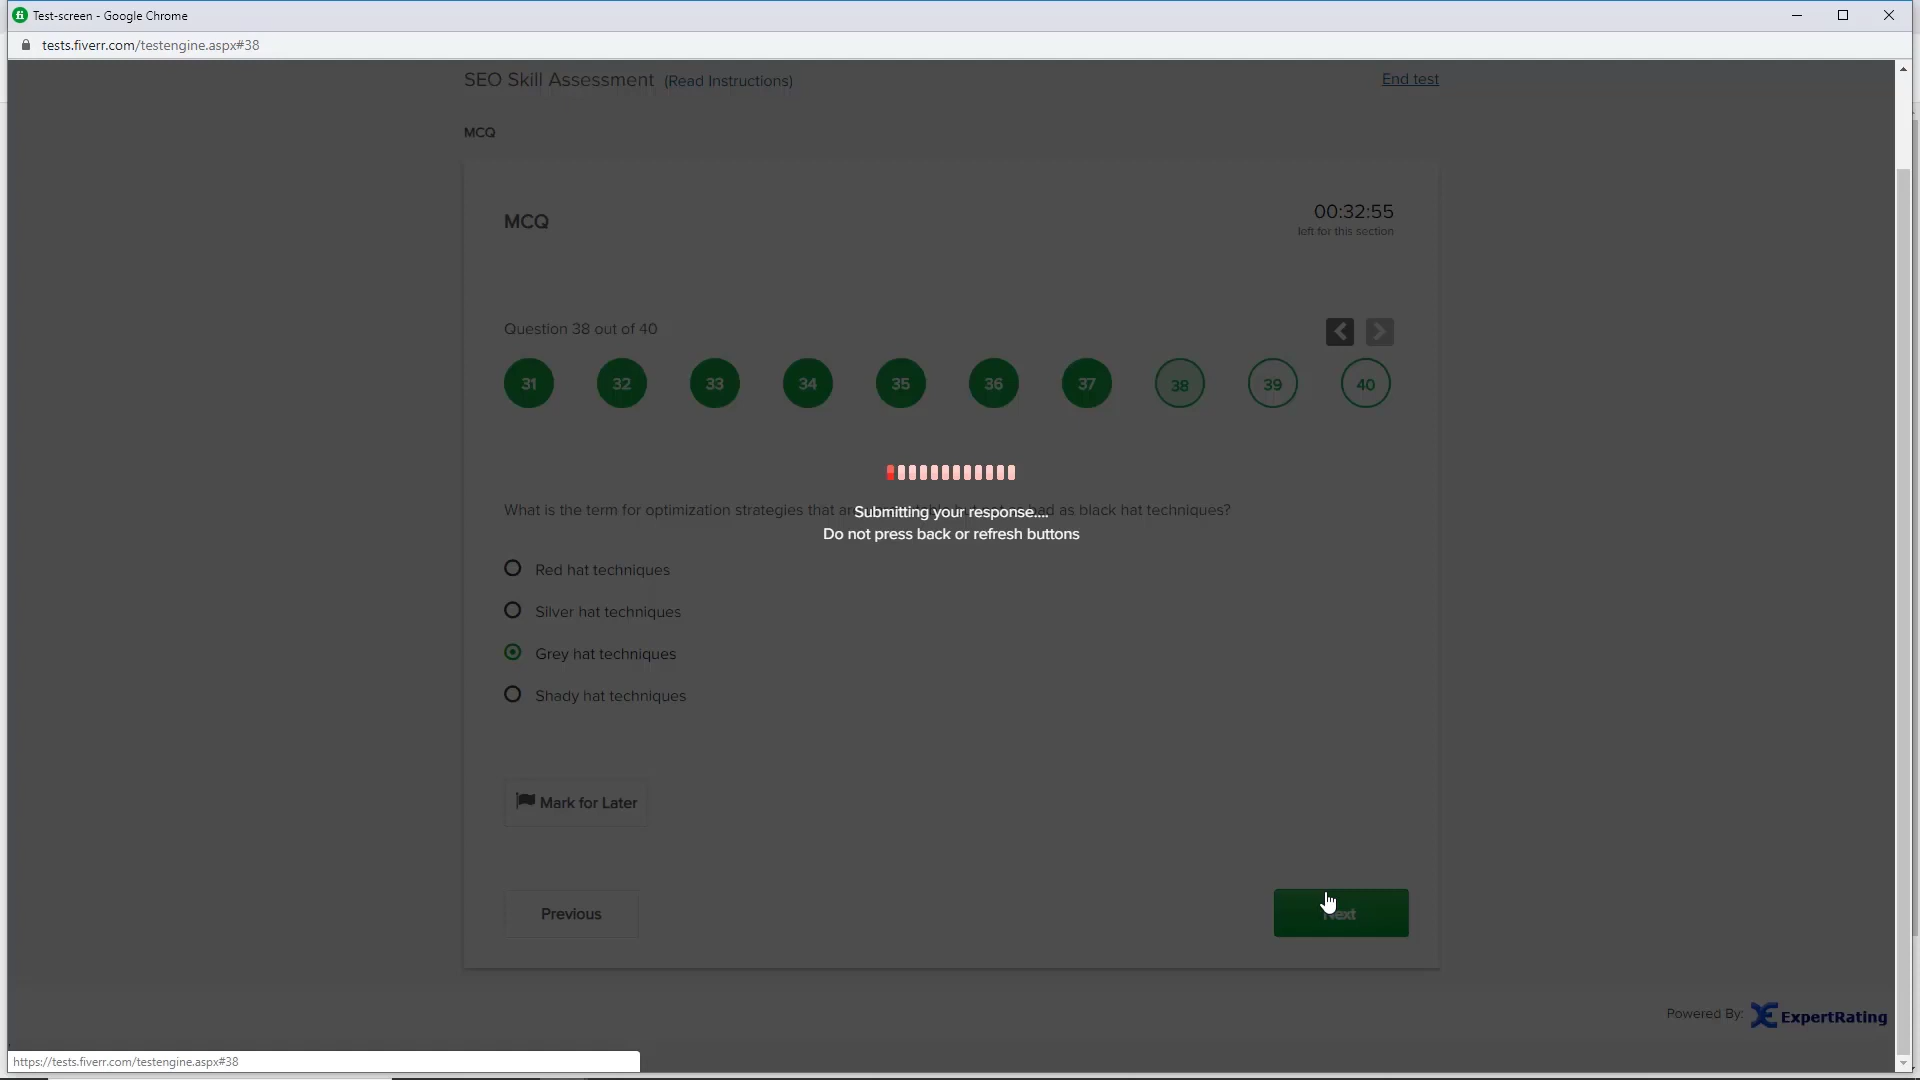 Test-screen - Google Chrome
tests.fiverr.com/testengine.aspx#38
SEO Skill Assessment (Read Instructions)
End test
MCQ
MCQ
00:32:55
left for this section
Question 38 out of 40
31 32 33 34 35 36 37 38 39 40
What is the term for optimization strategies that are as black hat techniques?
Submitting your response....
Do not press back or refresh buttons
Red hat techniques
Silver hat techniques
Grey hat techniques
Shady hat techniques
Mark for Later
Previous
Next
Powered By: ExpertRating
https://tests.fiverr.com/testengine.aspx#38